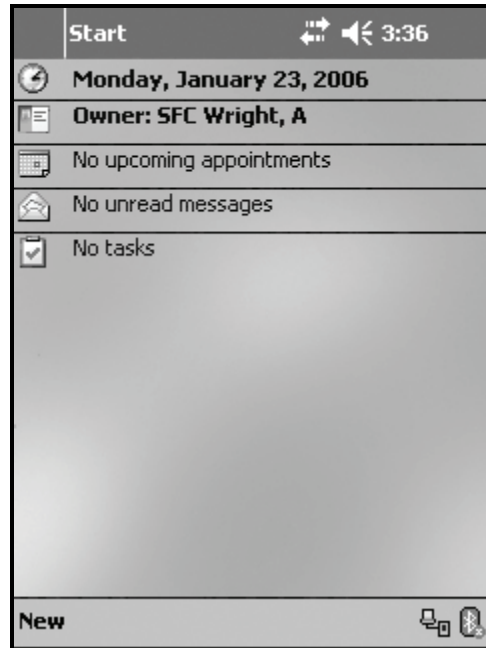 Start 3:36
Monday, January 23, 2006
Owner: SFC Wright, A
No upcoming appointments
No unread messages
No tasks
New